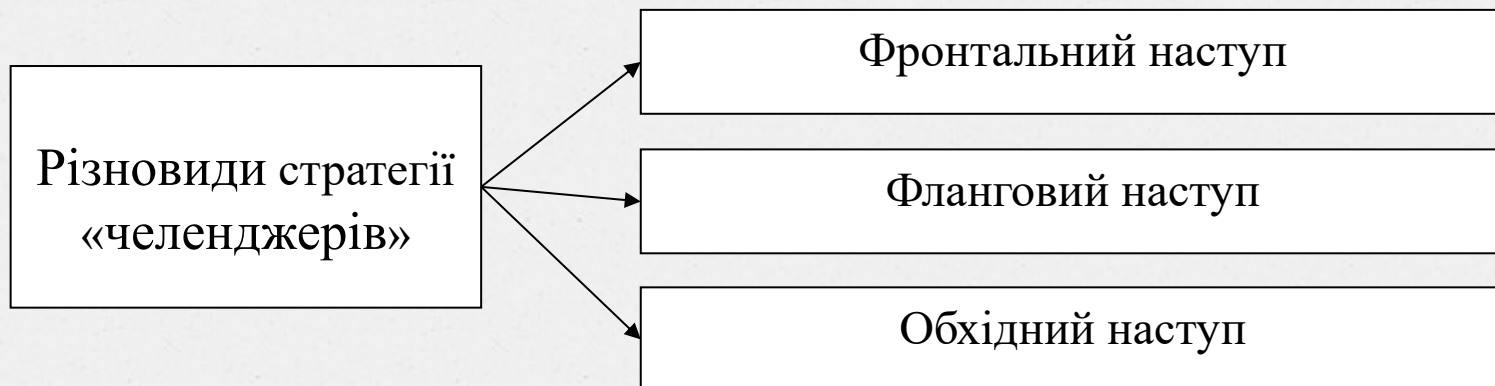 Різновиди стратегії
«челенджерів»
Фронтальний наступ
Фланговий наступ
Обхідний наступ